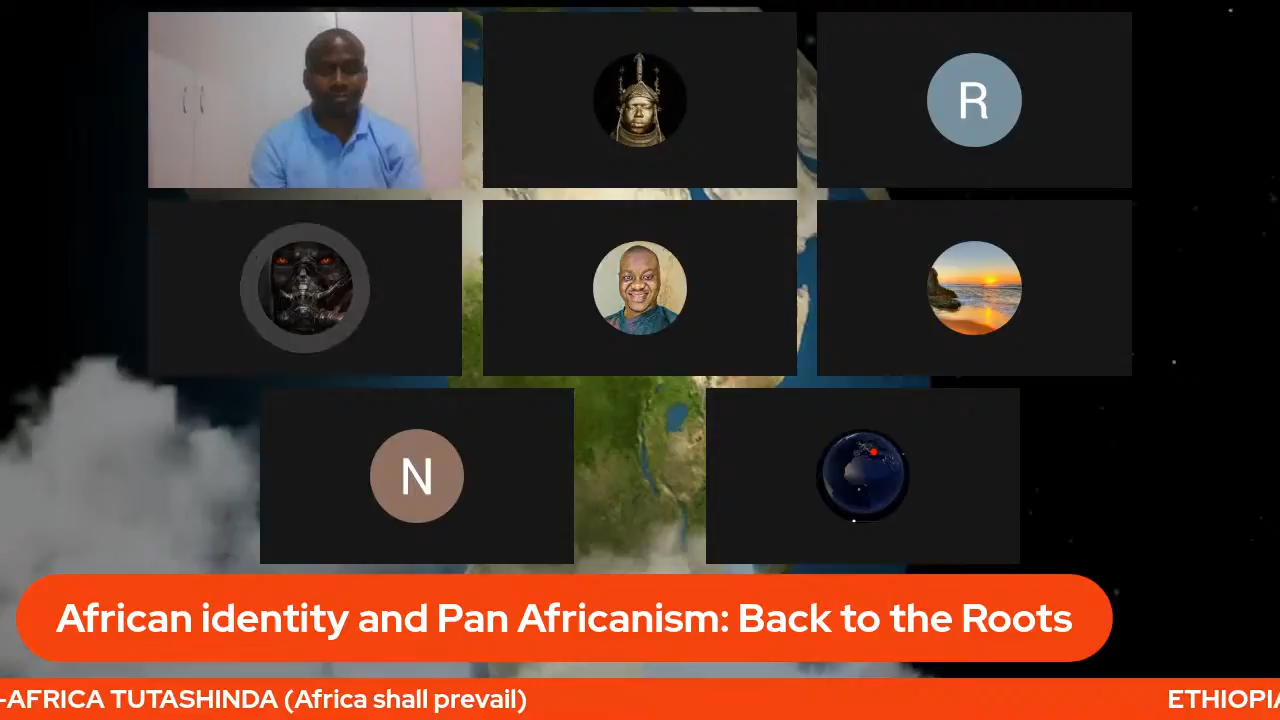 R
N
African identity and Pan Africanism: Back to the Roots
-AFRICA TUTASHINDA (Africa shall prevail)
ETHIOPIA